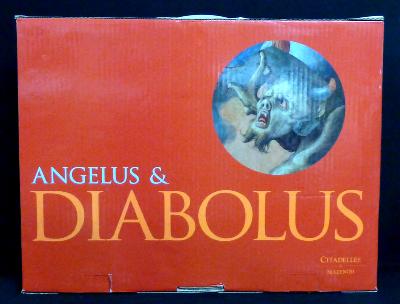 ANGELUS &
DIABOLUS
CITADELLES
&
MAZENOD